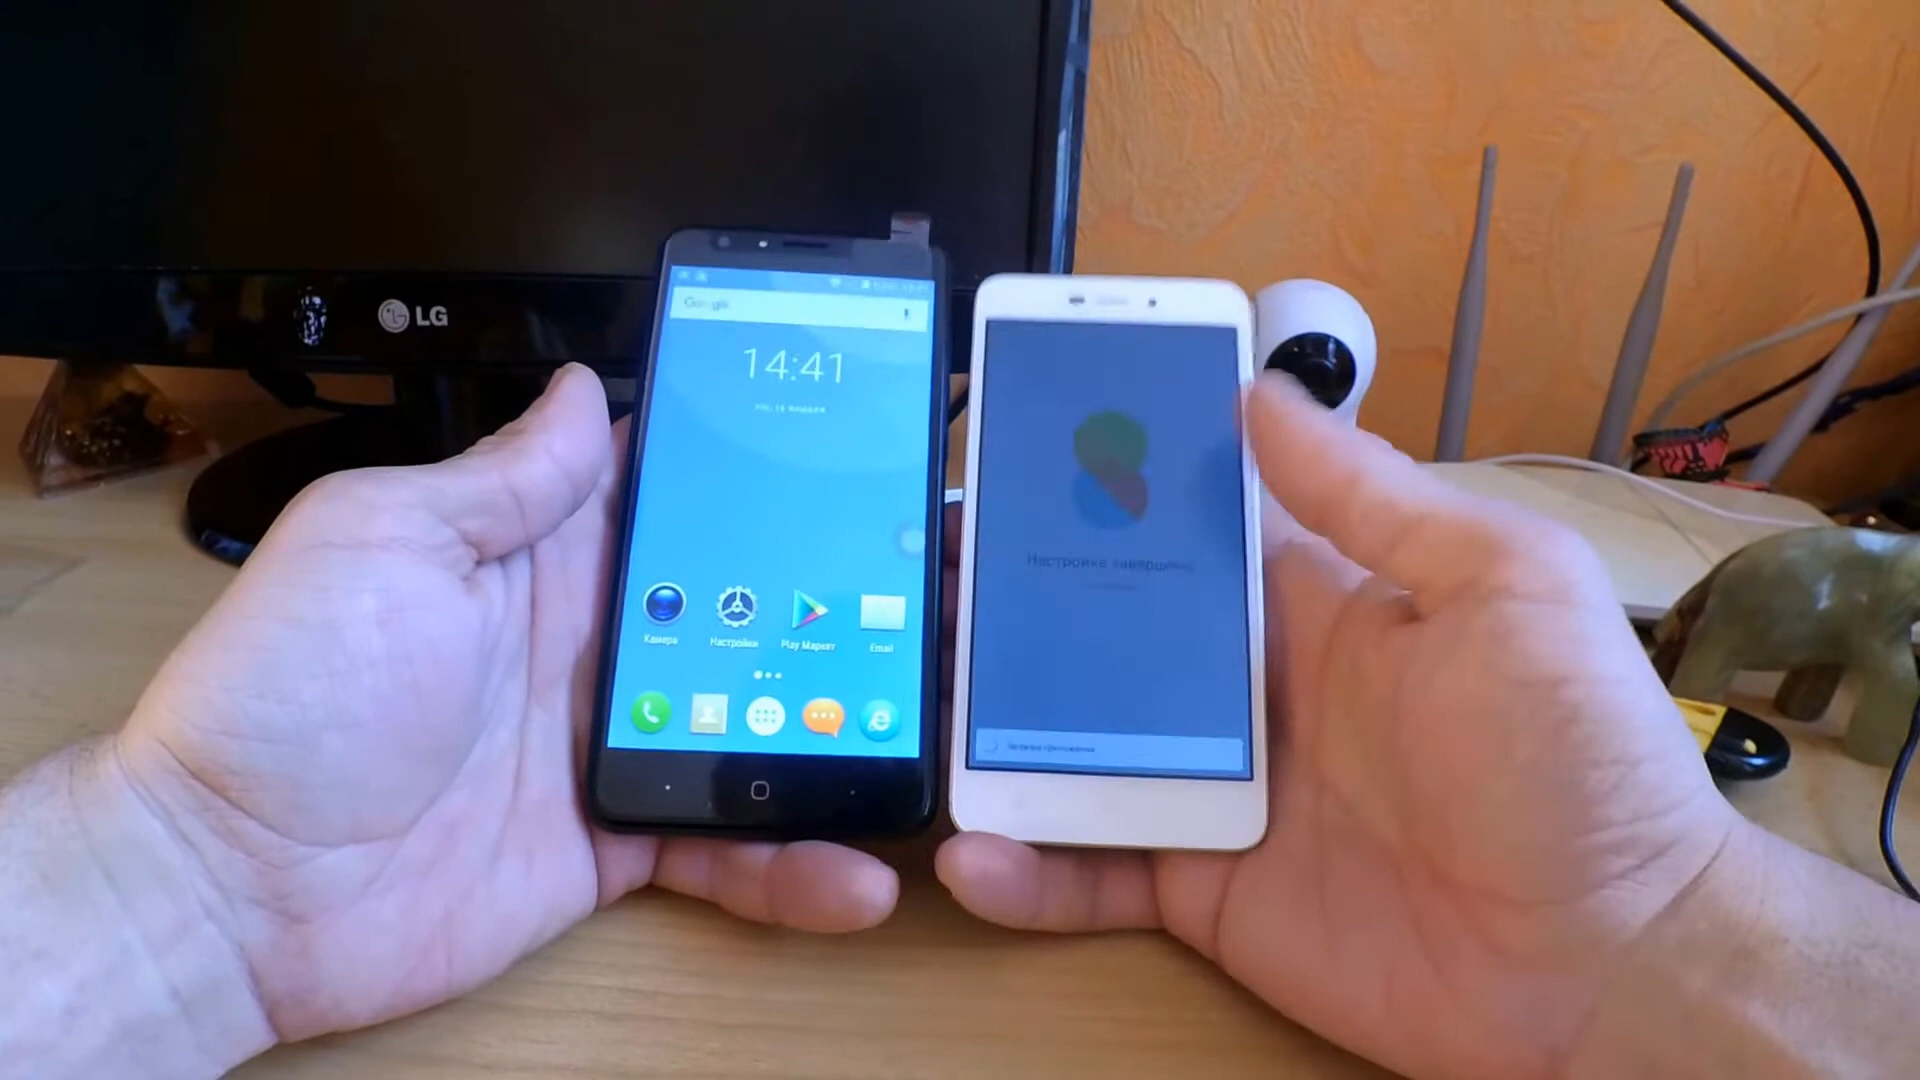 LG
Google
14:41
Камера
Настройки
Play Маркет
Email
Настройка завершена